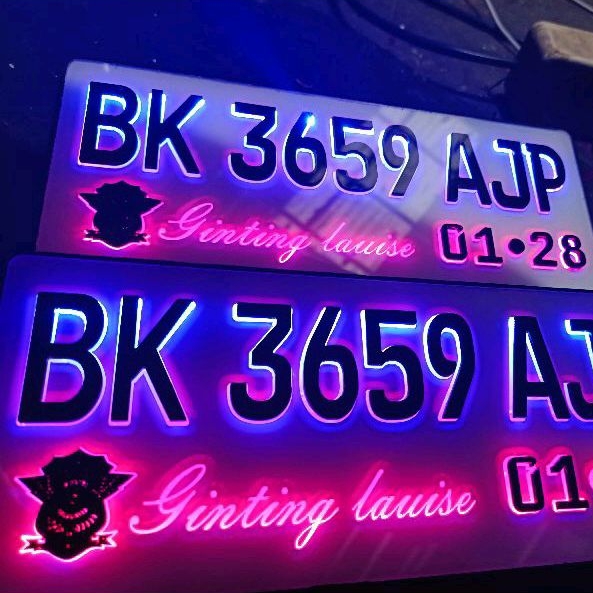 BK 3659 AJP
Ginting lauise
01•28
BK 3659 AJ
Ginting lauise
01